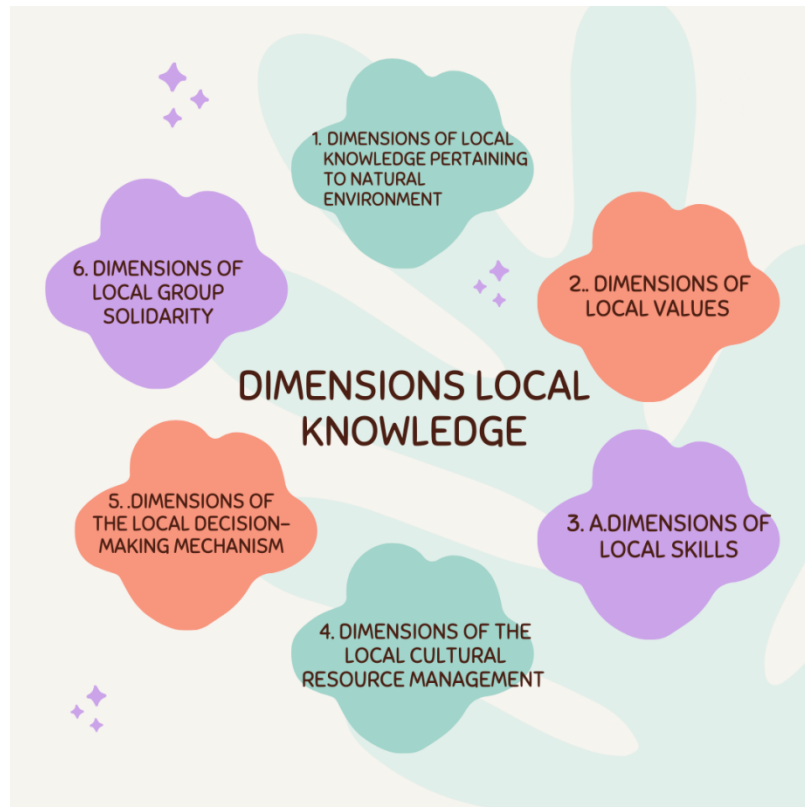 1. DIMENSIONS OF LOCAL
KNOWLEDGE PERTAINING
TO NATURAL
ENVIRONMENT
2.. DIMENSIONS OF
LOCAL VALUES
6. DIMENSIONS OF
LOCAL GROUP
SOLIDARITY
DIMENSIONS LOCAL
KNOWLEDGE
3. A.DIMENSIONS OF
LOCAL SKILLS
5. .DIMENSIONS OF
THE LOCAL DECISION-
MAKING MECHANISM
4. DIMENSIONS OF THE
LOCAL CULTURAL
RESOURCE MANAGEMENT